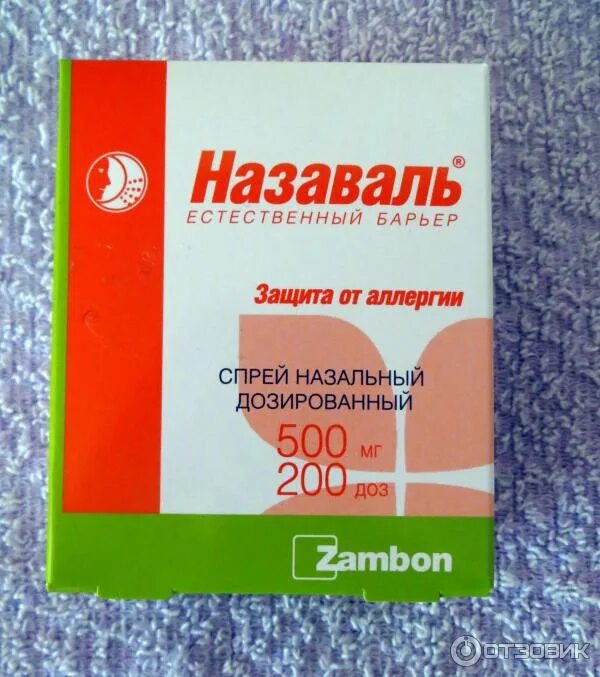 Назаваль®
ЕСТЕСТВЕННЫЙ БАРЬЕР
Защита от аллергии
СПРЕЙ НАЗАЛЬНЫЙ
ДОЗИРОВАННЫЙ
500 мг
200 доз
Zambon
ОТЗОВИК